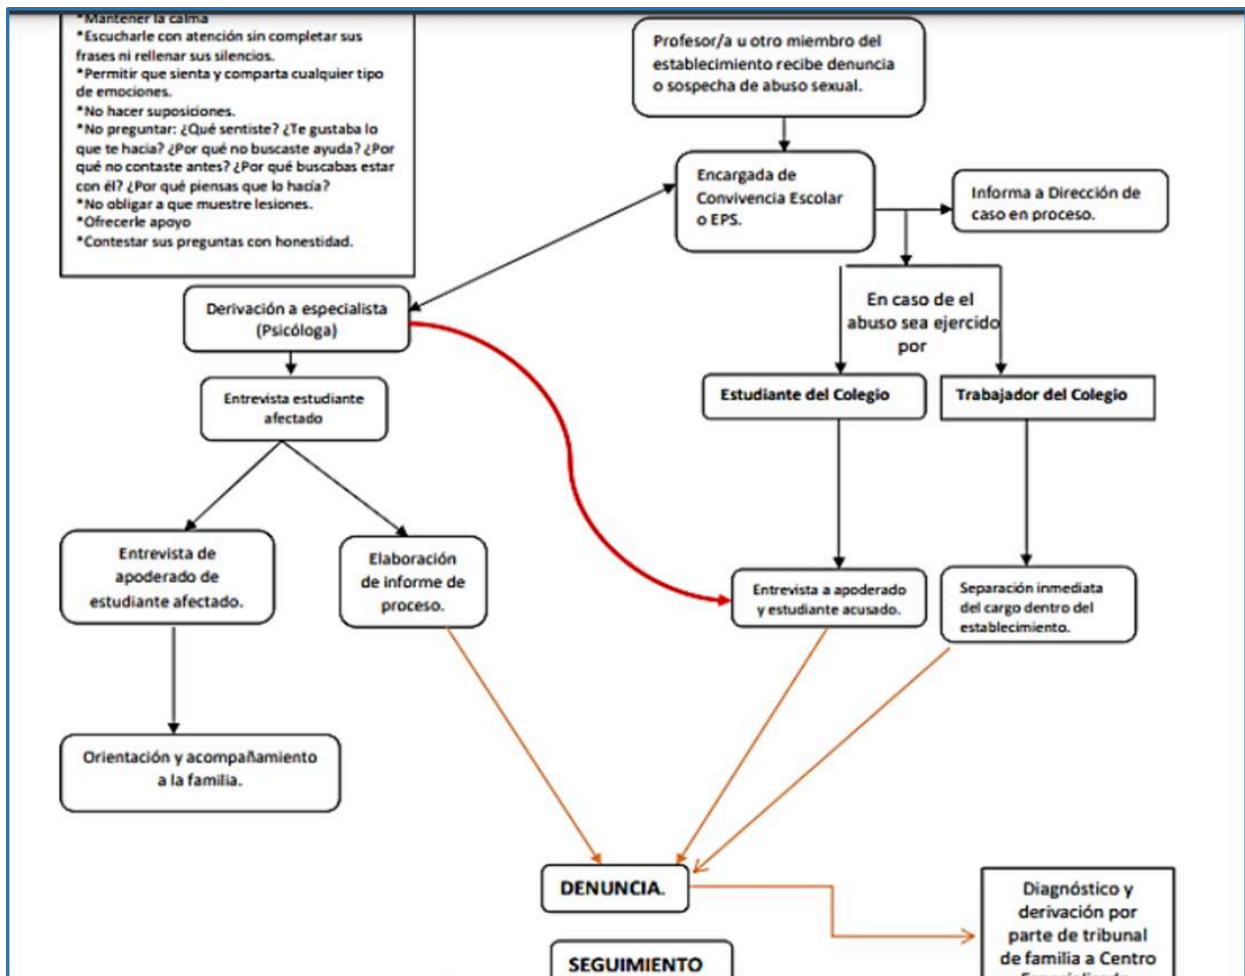 *Mantener la calma
*Escucharle con atención sin completar sus
frases ni rellenar sus silencios.
*Permitir que sienta y comparta cualquier tipo
de emociones.
*No hacer suposiciones.
*No preguntar: ¿Qué sentiste? ¿Te gustaba lo
que te hacia? ¿Por qué no buscaste ayuda? ¿Por
qué no contaste antes? ¿Por qué buscabas estar
con él? ¿Por qué piensas que lo hacía?
*No obligar a que muestre lesiones.
*Ofrecerle apoyo
*Contestar sus preguntas con honestidad.
Profesor/a u otro miembro del
establecimiento recibe denuncia
o sospecha de abuso sexual.
Encargada de
Convivencia Escolar
o EPS.
Informa a Dirección de
caso en proceso.
En caso de el
abuso sea ejercido
por
Derivación a especialista
(Psicóloga)
Entrevista estudiante
afectado
Estudiante del Colegio
Trabajador del Colegio
Entrevista de
apoderado de
estudiante afectado.
Elaboración
de informe de
proceso.
Entrevista a apoderado
y estudiante acusado.
Separación inmediata
del cargo dentro del
establecimiento.
Orientación y acompañamiento
a la familia.
DENUNCIA.
Diagnóstico y
derivación por
parte de tribunal
de familia a Centro
SEGUIMIENTO